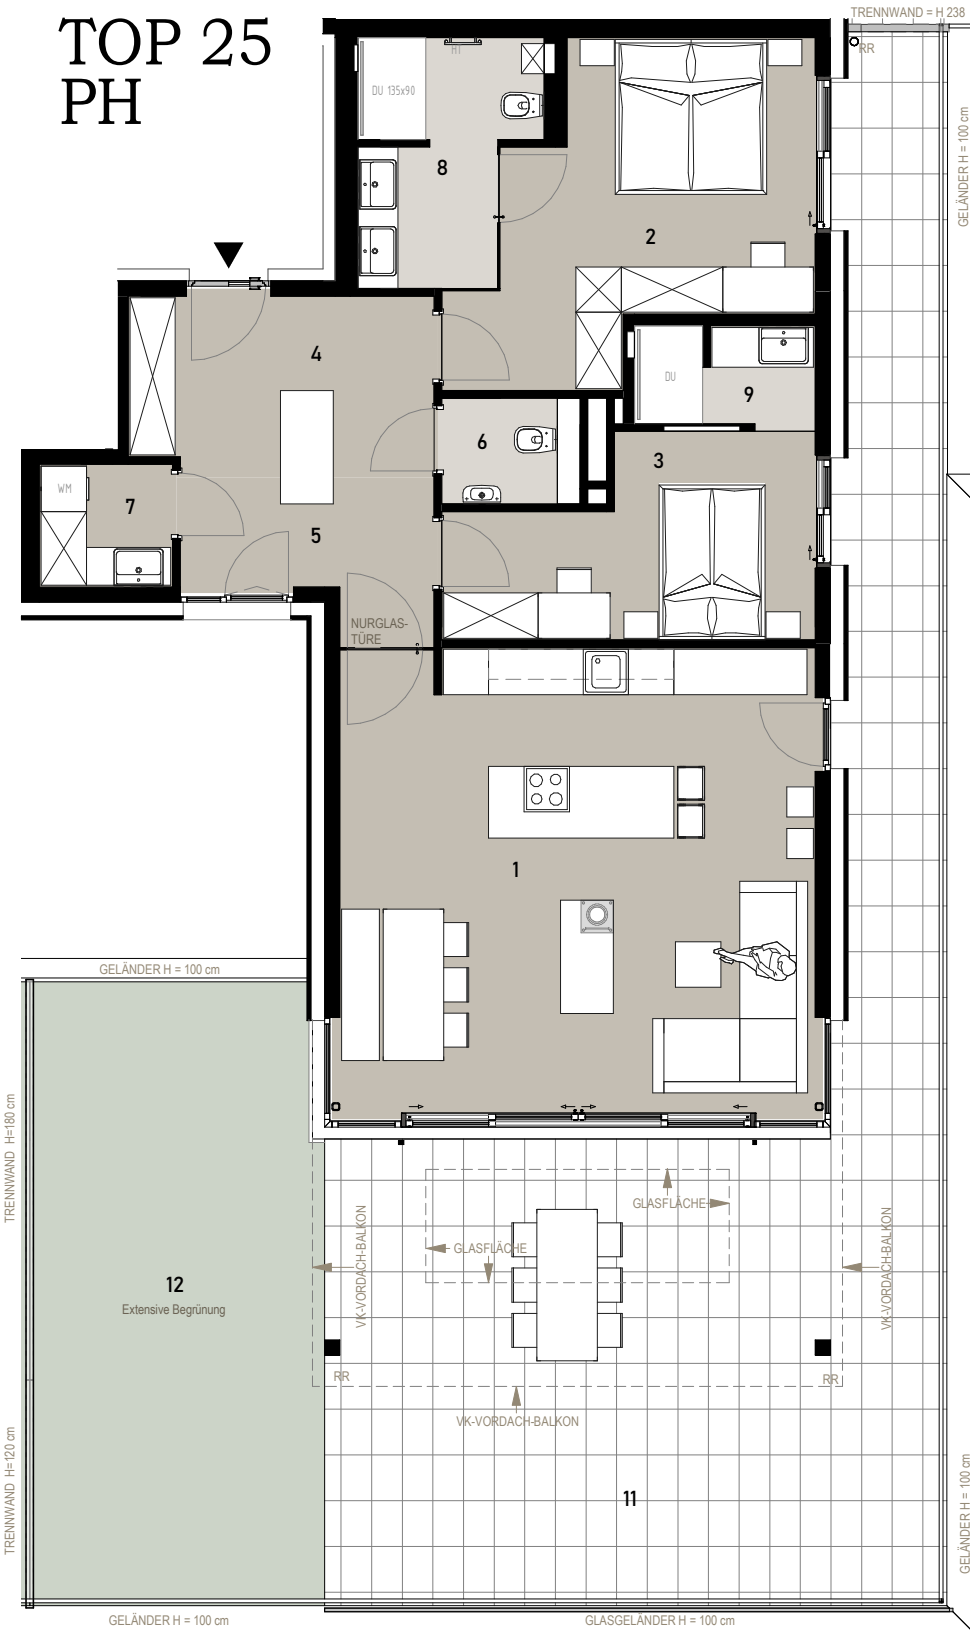 TOP 25
PH
TRENNWAND = H 238
RR
GELÄNDER H = 100 cm
HT
DU 135x90
8
2
4
DU
9
6
3
WM
7
5
NURGLAS-
TÜRE
1
GELÄNDER H = 100 cm
TRENNWAND H=180 cm
GLASFLÄCHE
GLASFLÄCHE
VK-VORDACH-BALKON
VK-VORDACH-BALKON
12
Extensive Begrünung
RR
RR
VK-VORDACH-BALKON
TRENNWAND H=120 cm
11
GELÄNDER H = 100 cm
GELÄNDER H = 100 cm
GLASGELÄNDER H = 100 cm